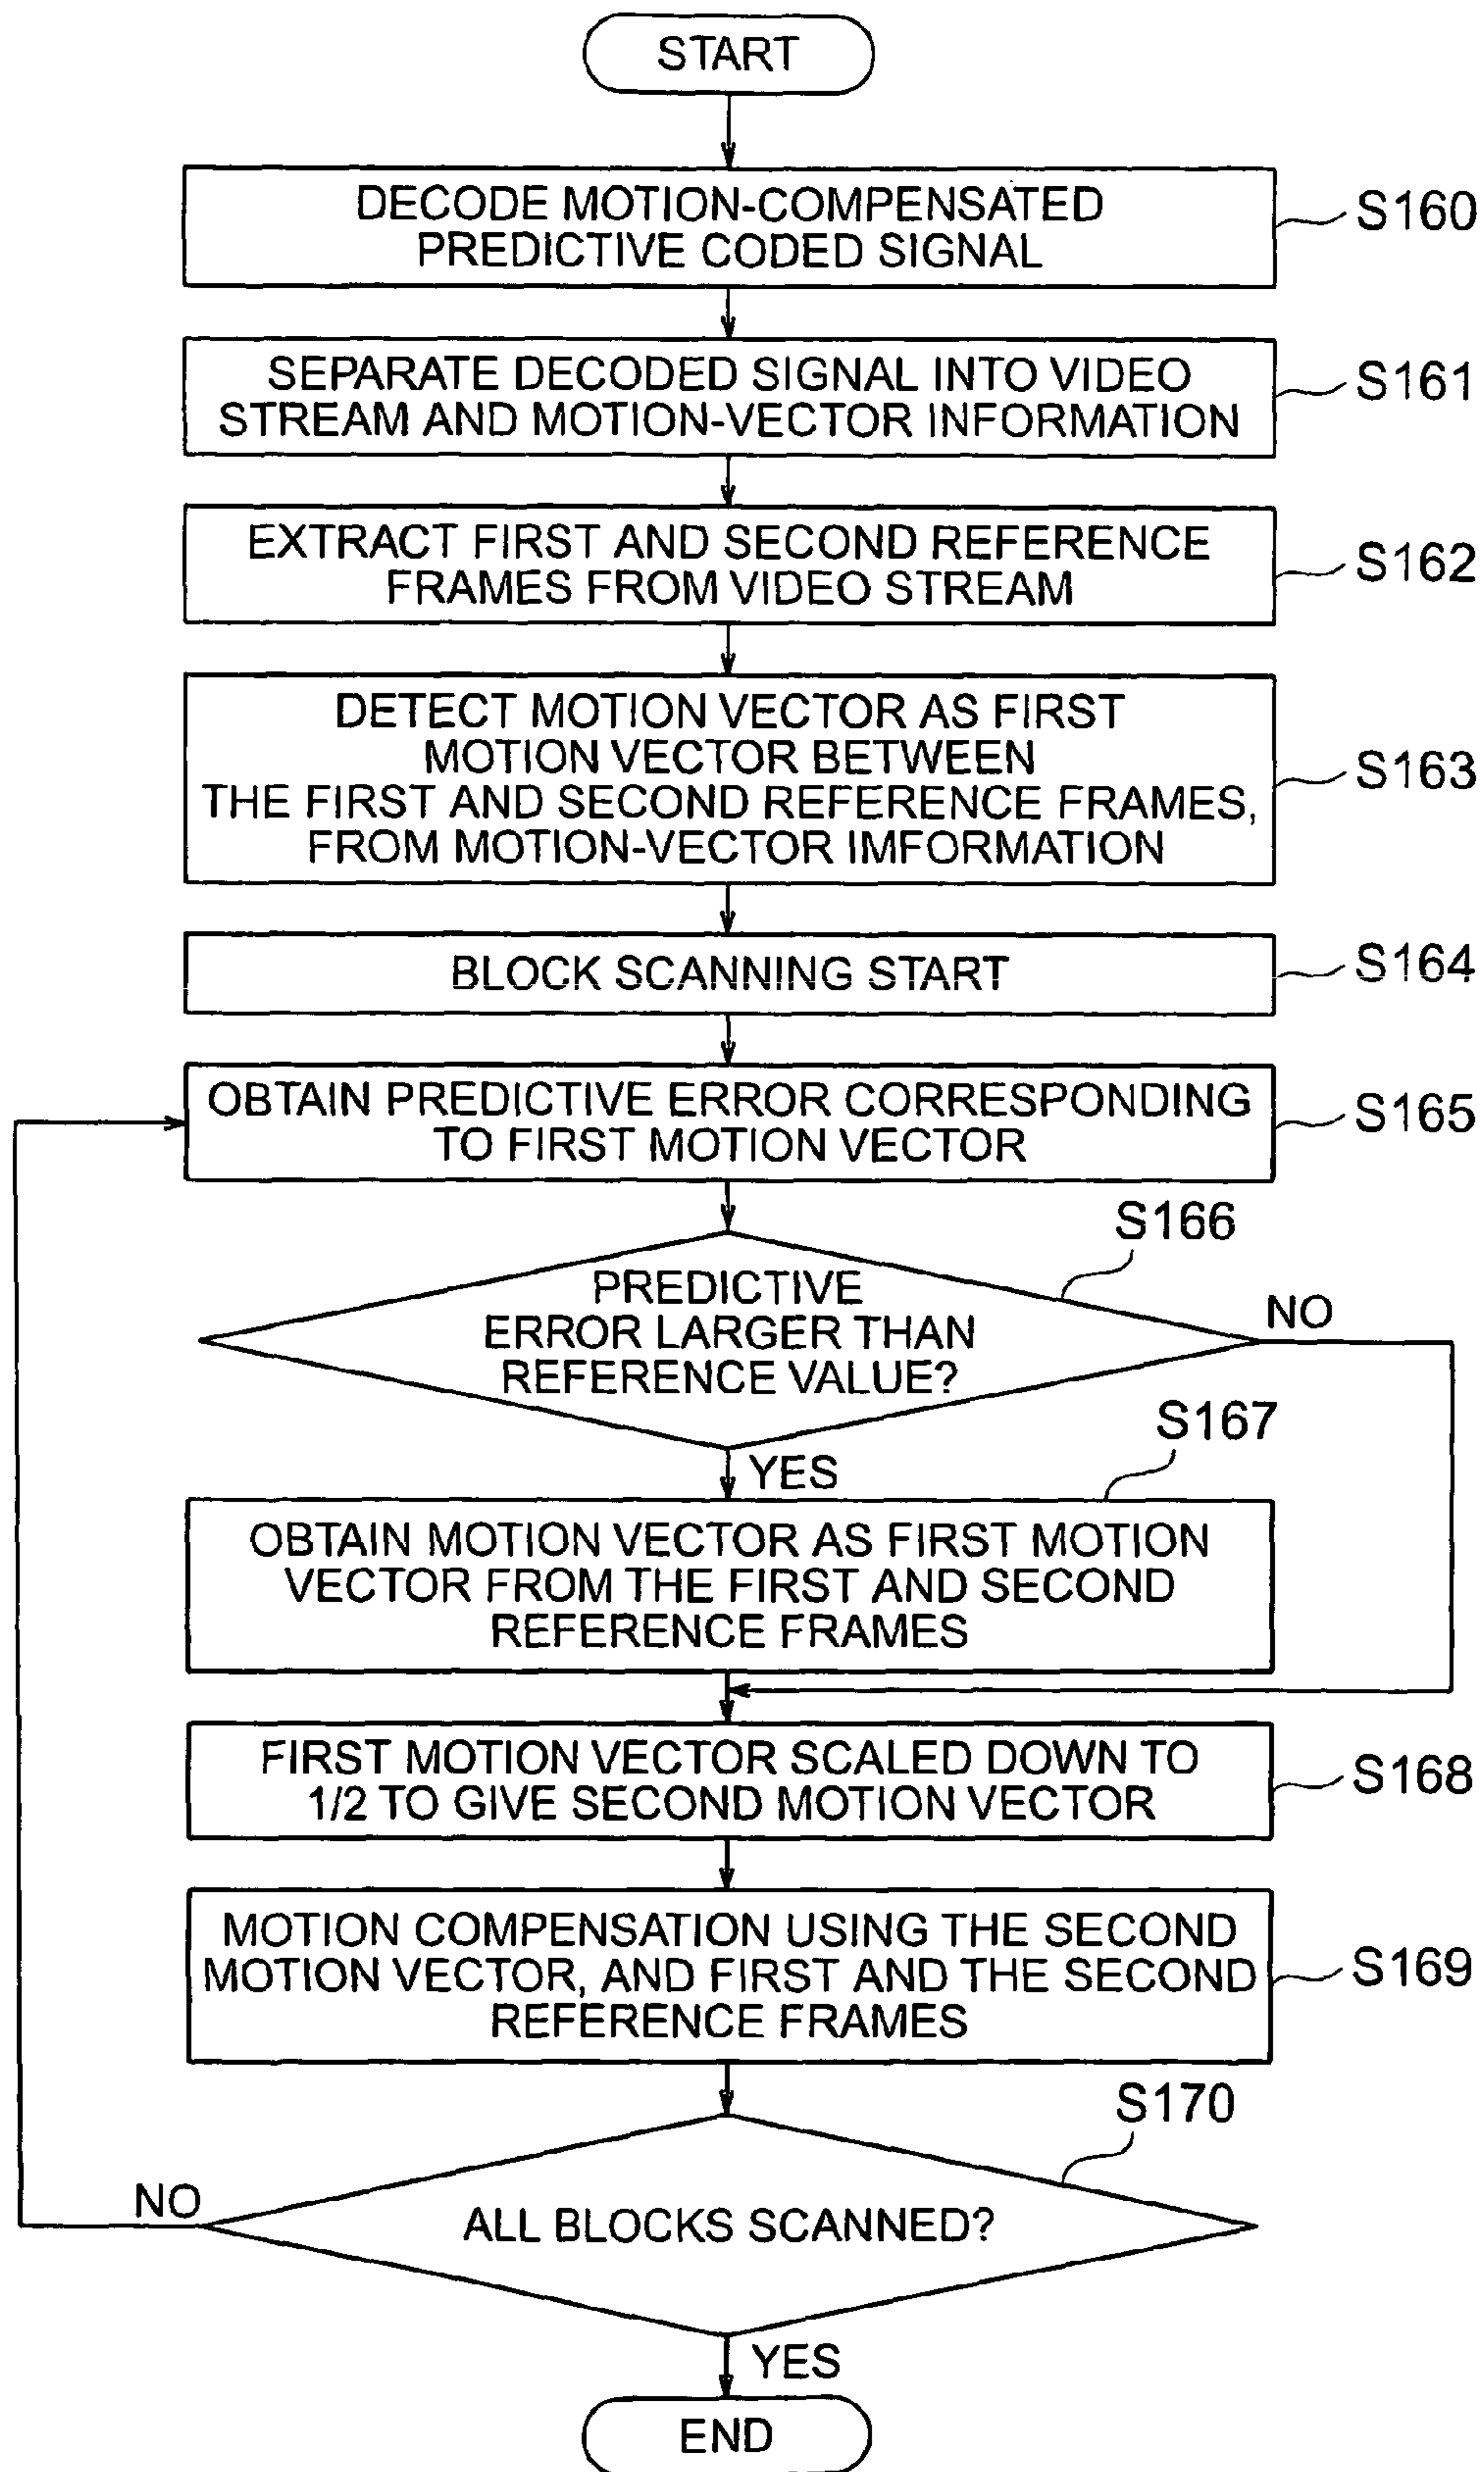 START
DECODE MOTION-COMPENSATED
PREDICTIVE CODED SIGNAL
S160
SEPARATE DECODED SIGNAL INTO VIDEO
STREAM AND MOTION-VECTOR INFORMATION
S161
EXTRACT FIRST AND SECOND REFERENCE
FRAMES FROM VIDEO STREAM
S162
DETECT MOTION VECTOR AS FIRST
MOTION VECTOR BETWEEN
THE FIRST AND SECOND REFERENCE FRAMES,
FROM MOTION-VECTOR IMFORMATION
S163
BLOCK SCANNING START
S164
OBTAIN PREDICTIVE ERROR CORRESPONDING
TO FIRST MOTION VECTOR
S165
S166
PREDICTIVE
ERROR LARGER THAN
REFERENCE VALUE?
NO
YES
S167
OBTAIN MOTION VECTOR AS FIRST MOTION
VECTOR FROM THE FIRST AND SECOND
REFERENCE FRAMES
FIRST MOTION VECTOR SCALED DOWN TO
1/2 TO GIVE SECOND MOTION VECTOR
S168
MOTION COMPENSATION USING THE SECOND
MOTION VECTOR, AND FIRST AND THE SECOND
REFERENCE FRAMES
S169
S170
ALL BLOCKS SCANNED?
NO
YES
END